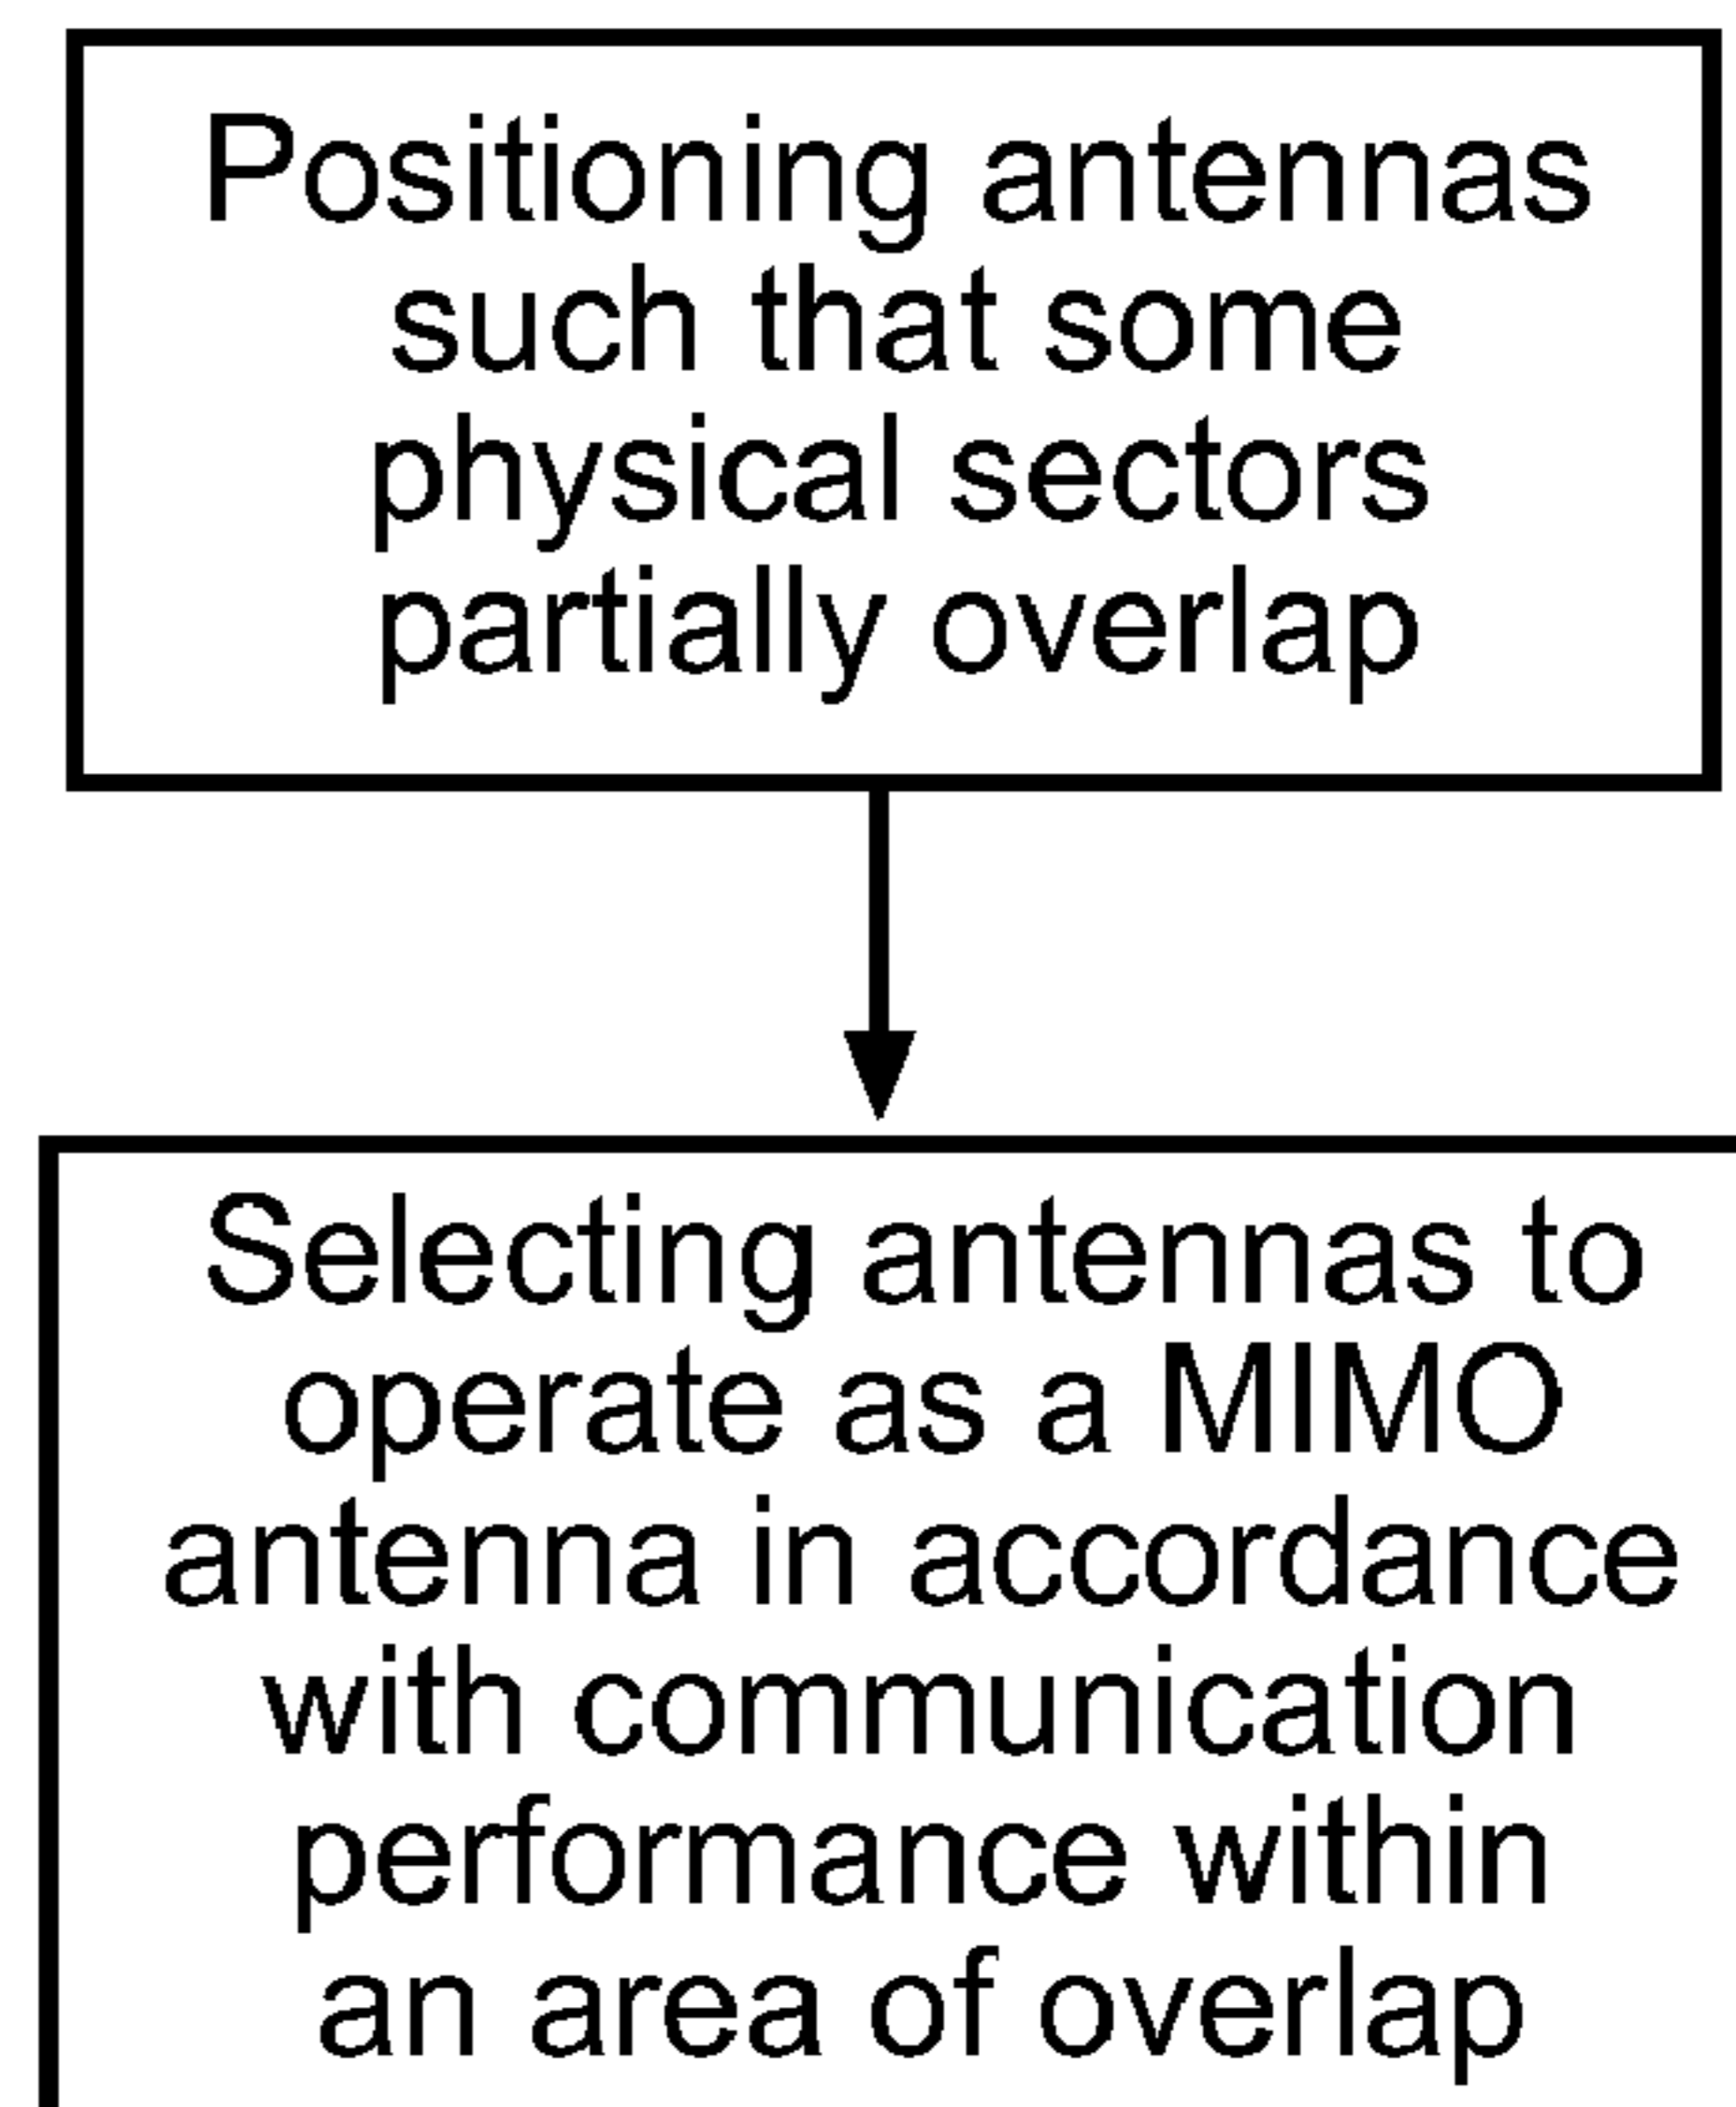 Positioning antennas
such that some
physical sectors
partially overlap
Selecting antennas to
operate as a MIMO
antenna in accordance
with communication
performance within
an area of overlap